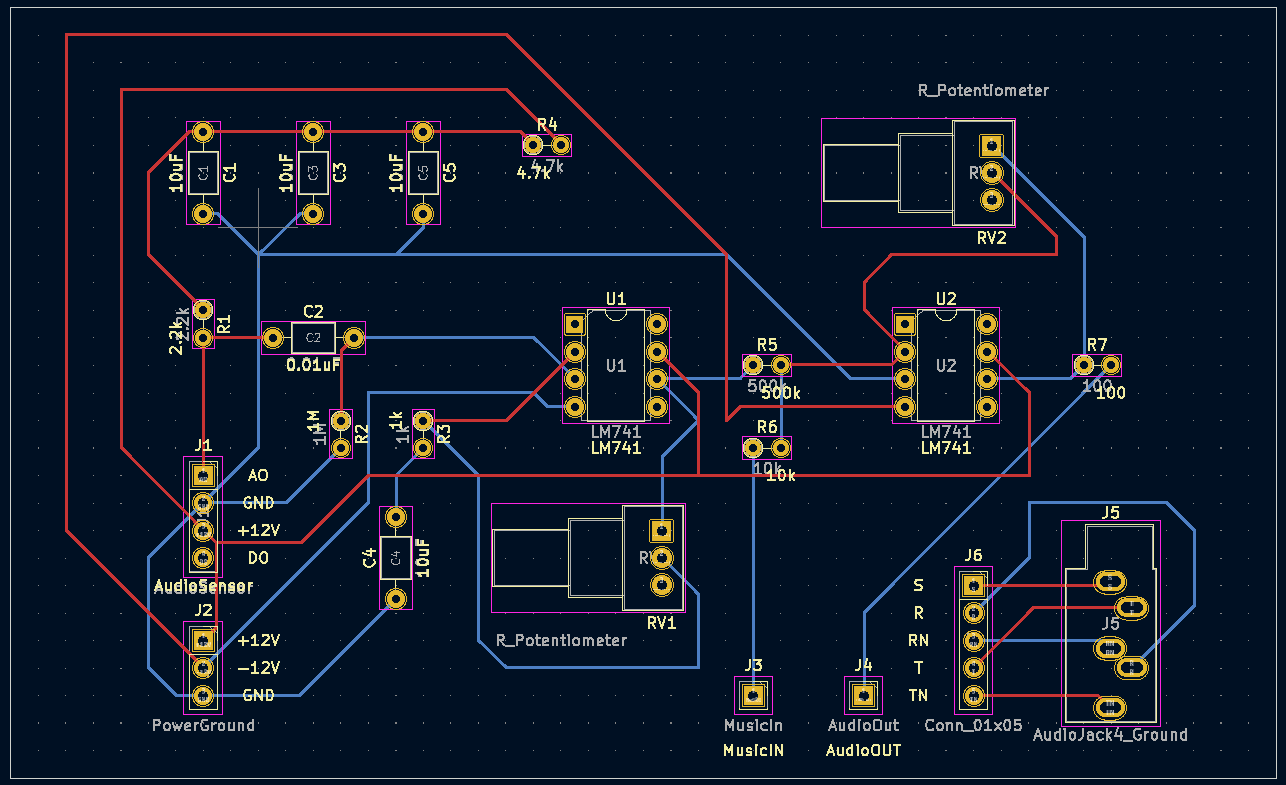 R_Potentiometer
R4
4.7k
4.7k
10uF
C1
C1
10uF
C3
C3
10uF
C5
C5
RV2
2.2k
2.2k
R1
C2
C2
0.01uF
U1
U1
LM741
LM741
U2
U2
LM741
LM741
R5
500k
500k
R7
100
100
1M
1M
R2
1k
1k
R3
R6
10k
10k
J1
AO
GND
+12V
DO
AudioSensor
AudioSensor
J2
+12V
-12V
GND
PowerGround
C4
C4
10uF
RV1
R_Potentiometer
J3
MusicIn
MusicIN
J4
AudioOut
AudioOUT
J6
S
R
RN
T
TN
Conn_01x05
J5
J5
AudioJack4_Ground